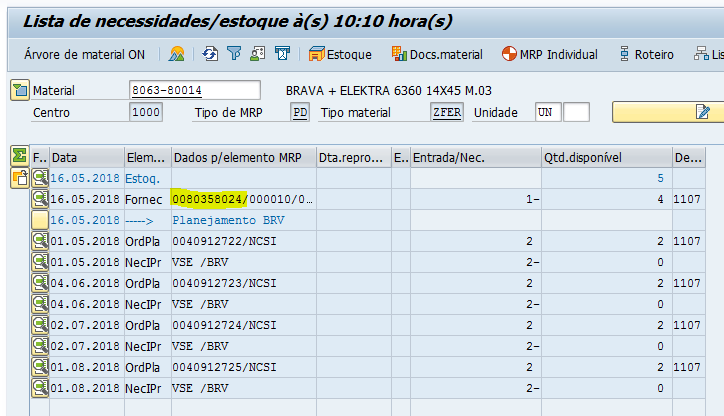 Lista de necessidades/estoque à(s) 10:10 hora(s)
Árvore de material ON Estoque Docs.material MRP Individual Roteiro Lis
Material 8063-80014 BRAVA + ELEKTRA 6360 14X45 M.03
Centro 1000 Tipo de MRP PD Tipo material ZFER Unidade UN
F.. Data Elem... Dados p/elemento MRP Dta.repro... E.. Entrada/Nec. Qtd.disponível De...
16.05.2018 Estoq. 5
16.05.2018 Fornec 0080358024/000010/0… 1- 4 1107
16.05.2018 -----> Planejamento BRV
01.05.2018 OrdPla 0040912722/NCSI 2 2 1107
01.05.2018 NecIPr VSE /BRV 2- 0
04.06.2018 OrdPla 0040912723/NCSI 2 2 1107
04.06.2018 NecIPr VSE /BRV 2- 0
02.07.2018 OrdPla 0040912724/NCSI 2 2 1107
02.07.2018 NecIPr VSE /BRV 2- 0
01.08.2018 OrdPla 0040912725/NCSI 2 2 1107
01.08.2018 NecIPr VSE /BRV 2- 0